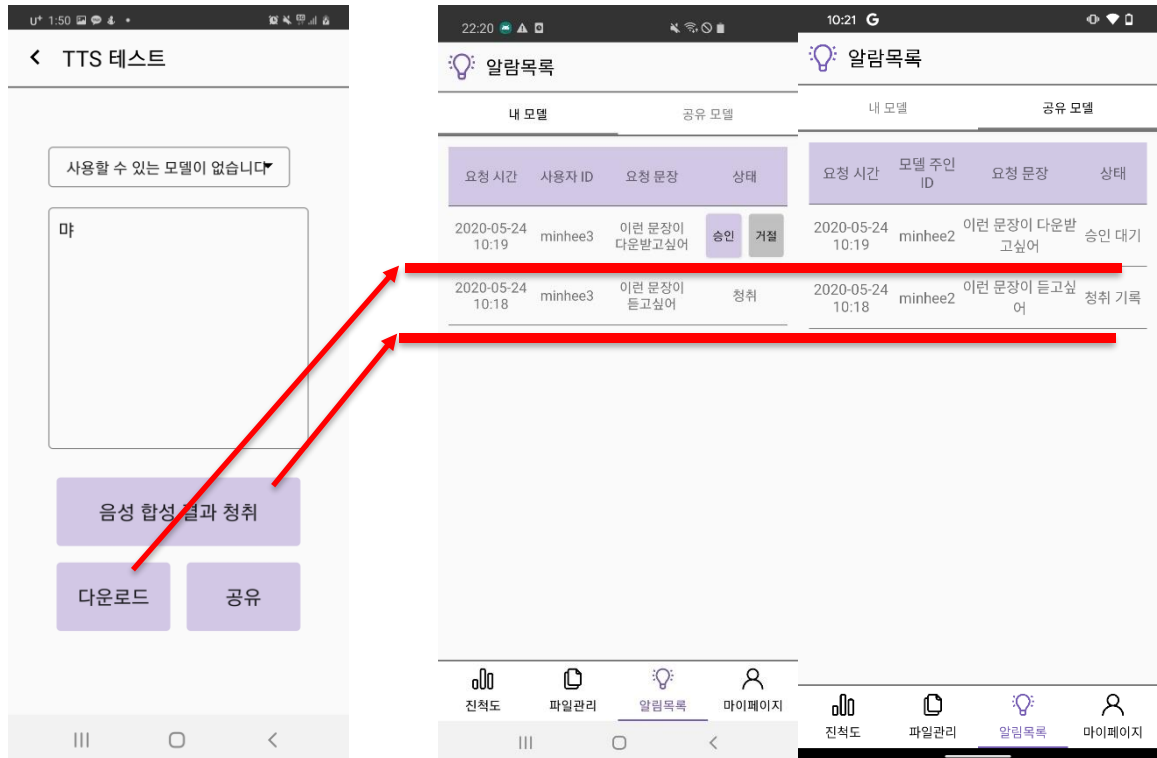 U⁺ 1:50
TTS 테스트
사용할 수 있는 모델이 없습니다
먀
음성 합성 결과 청취
다운로드
공유
22:20
알람목록
내 모델
공유 모델
요청 시간
사용자 ID
요청 문장
상태
2020-05-24
10:19
minhee3
이런 문장이
다운받고싶어
승인
거절
2020-05-24
10:18
minhee3
이런 문장이
듣고싶어
청취
진척도
파일관리
알림목록
마이페이지
10:21 G
알람목록
내 모델
공유 모델
요청 시간
모델 주인
ID
요청 문장
상태
2020-05-24
10:19
minhee2
이런 문장이 다운받
고싶어
승인 대기
2020-05-24
10:18
minhee2
이런 문장이 듣고싶
어
청취 기록
진척도
파일관리
알림목록
마이페이지